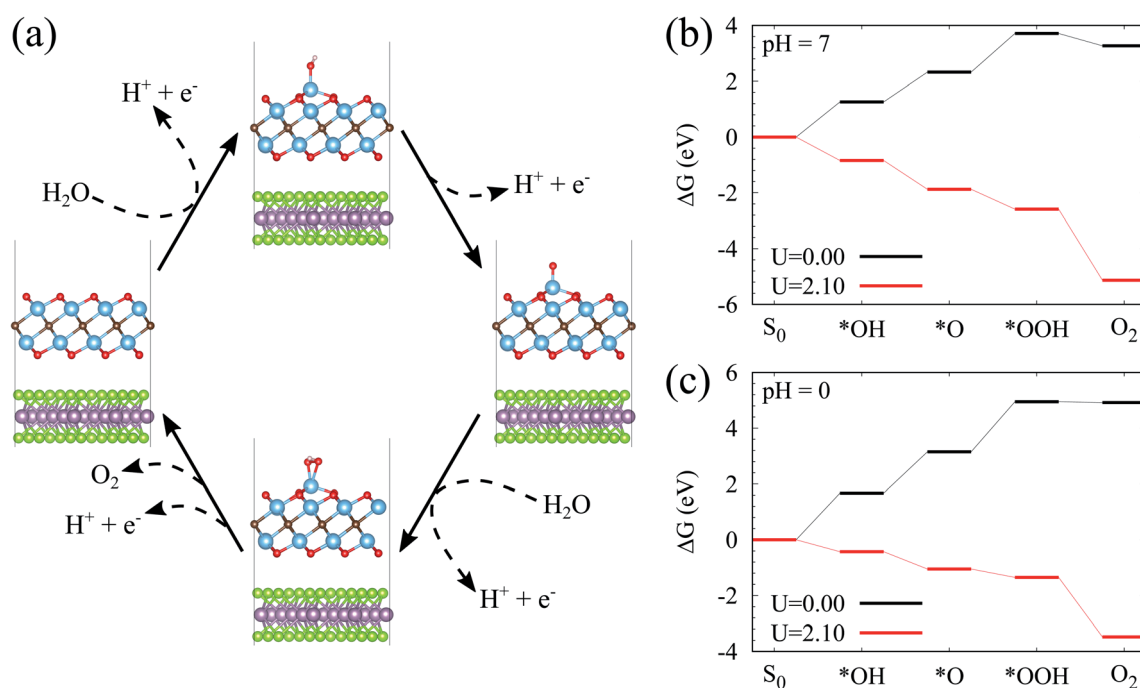 (a)
H⁺ + e⁻
H₂O
H⁺ + e⁻
O₂
H⁺ + e⁻
H₂O
H⁺ + e⁻
(b)
pH = 7
ΔG (eV)
4
2
0
-2
-4
-6
U=0.00
U=2.10
S₀ *OH *O *OOH O₂
(c)
pH = 0
ΔG (eV)
6
4
2
0
-2
-4
U=0.00
U=2.10
S₀ *OH *O *OOH O₂